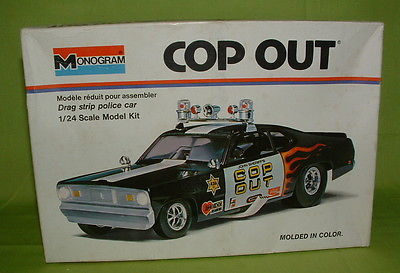 MONOGRAM
COP OUT®
Modèle réduit pour assembler
Drag strip police car
1/24 Scale Model Kit
COP
OUT
MOLDED IN COLOR.